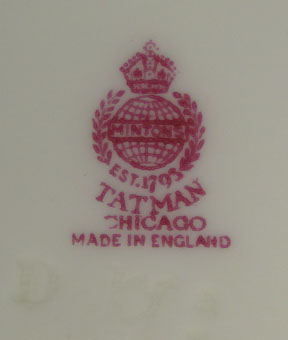 MINTONS
EST. 1793
TATMAN
CHICAGO
MADE IN ENGLAND